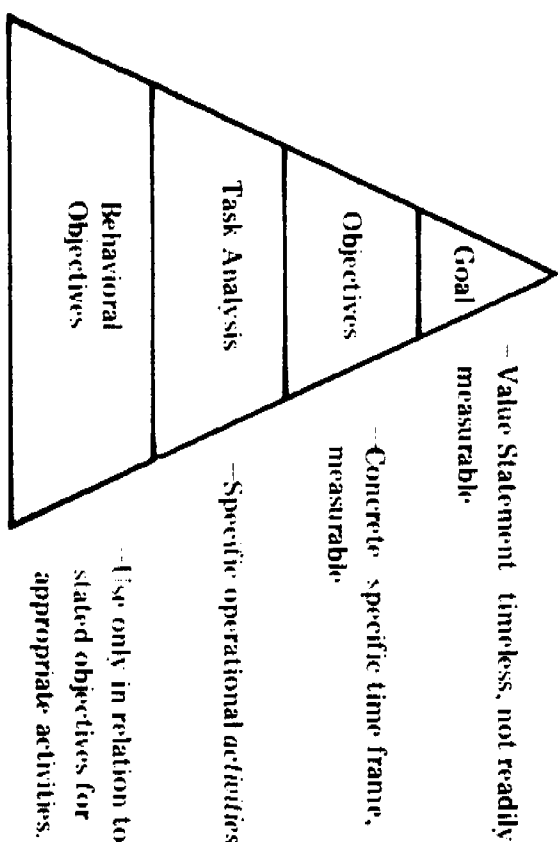 Goal
– Value Statement timeless, not readily
measurable
Objectives
–Concrete specific time frame,
measurable
Task Analysis
–Specific operational activities
Behavioral
Objectives
–Use only in relation to
stated objectives for
appropriate activities.